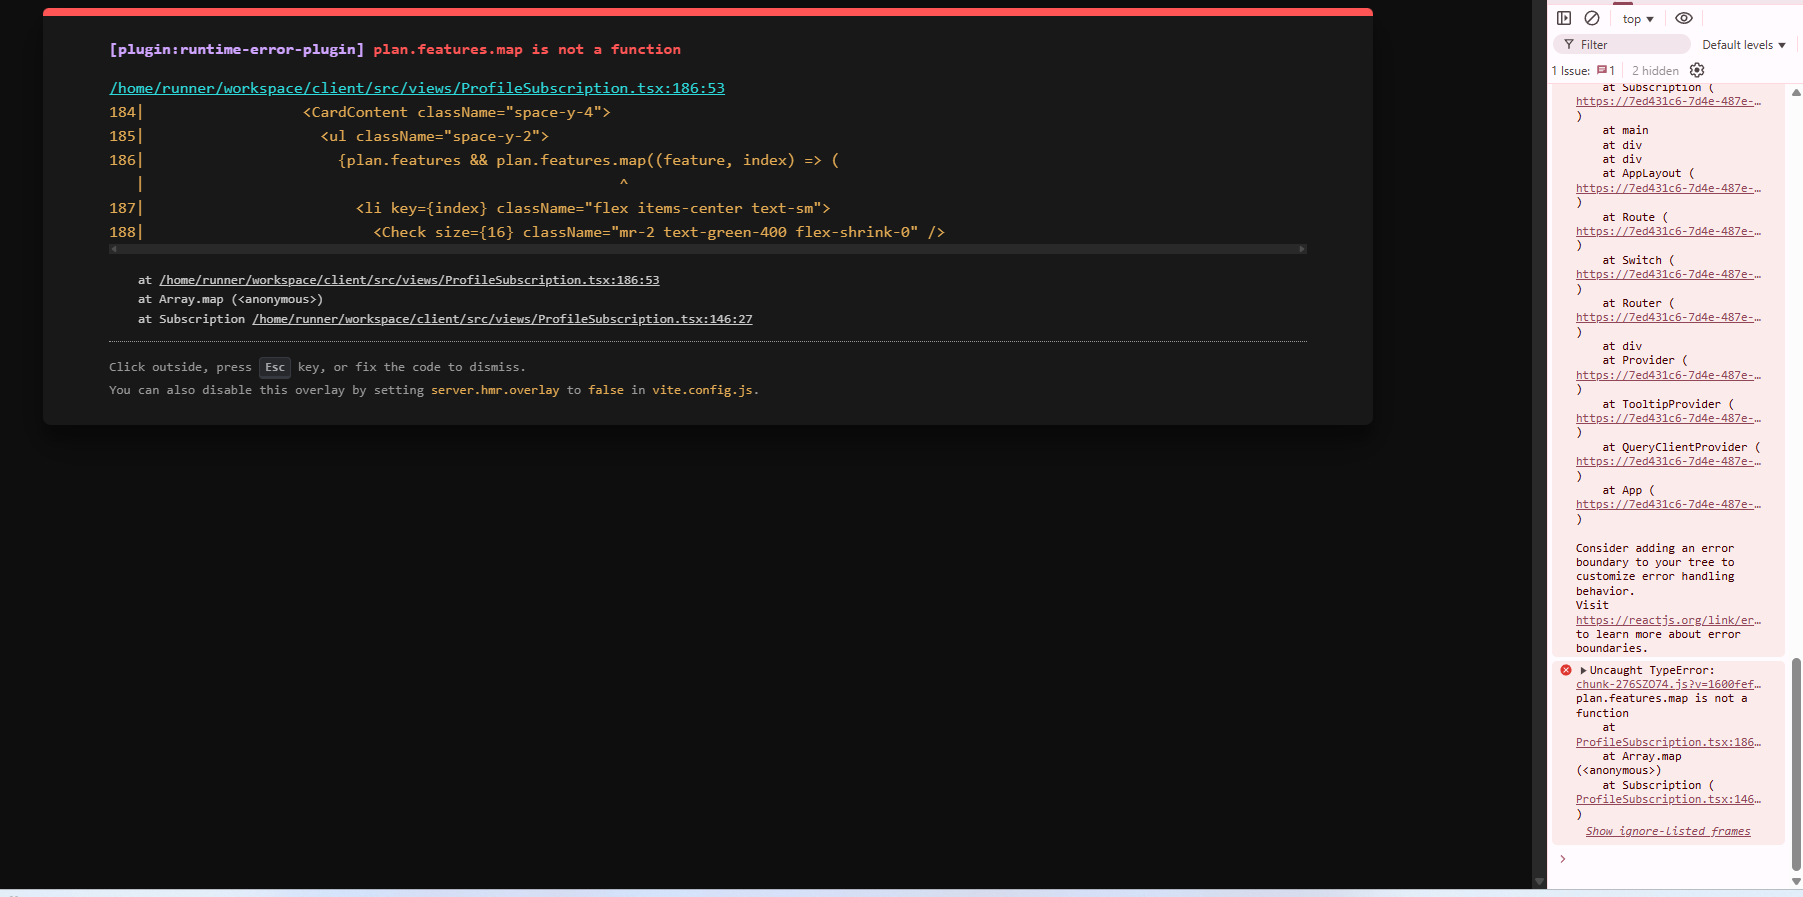 [plugin:runtime-error-plugin] plan.features.map is not a function
/home/runner/workspace/client/src/views/ProfileSubscription.tsx:186:53
184|                  <CardContent className="space-y-4">
185|                    <ul className="space-y-2">
186|                      {plan.features && plan.features.map((feature, index) => (
   |                                                      ^
187|                        <li key={index} className="flex items-center text-sm">
188|                          <Check size={16} className="mr-2 text-green-400 flex-shrink-0" />
at /home/runner/workspace/client/src/views/ProfileSubscription.tsx:186:53
at Array.map (<anonymous>)
at Subscription /home/runner/workspace/client/src/views/ProfileSubscription.tsx:146:27
Click outside, press Esc key, or fix the code to dismiss.
You can also disable this overlay by setting server.hmr.overlay to false in vite.config.js.
top
Filter
Default levels
1 Issue: 1
2 hidden
at Subscription (
https://7ed431c6-7d4e-487e-…
)
at main
at div
at div
at AppLayout (
https://7ed431c6-7d4e-487e-…
)
at Route (
https://7ed431c6-7d4e-487e-…
)
at Switch (
https://7ed431c6-7d4e-487e-…
)
at Router (
https://7ed431c6-7d4e-487e-…
)
at div
at Provider (
https://7ed431c6-7d4e-487e-…
)
at TooltipProvider (
https://7ed431c6-7d4e-487e-…
)
at QueryClientProvider (
https://7ed431c6-7d4e-487e-…
)
at App (
https://7ed431c6-7d4e-487e-…
)
Consider adding an error
boundary to your tree to
customize error handling
behavior.
Visit
https://reactjs.org/link/er…
to learn more about error
boundaries.
Uncaught TypeError:
chunk-276SZO74.js?v=1600fef…
plan.features.map is not a
function
at
ProfileSubscription.tsx:186…
at Array.map
(<anonymous>)
at Subscription (
ProfileSubscription.tsx:146…
)
Show ignore-listed frames